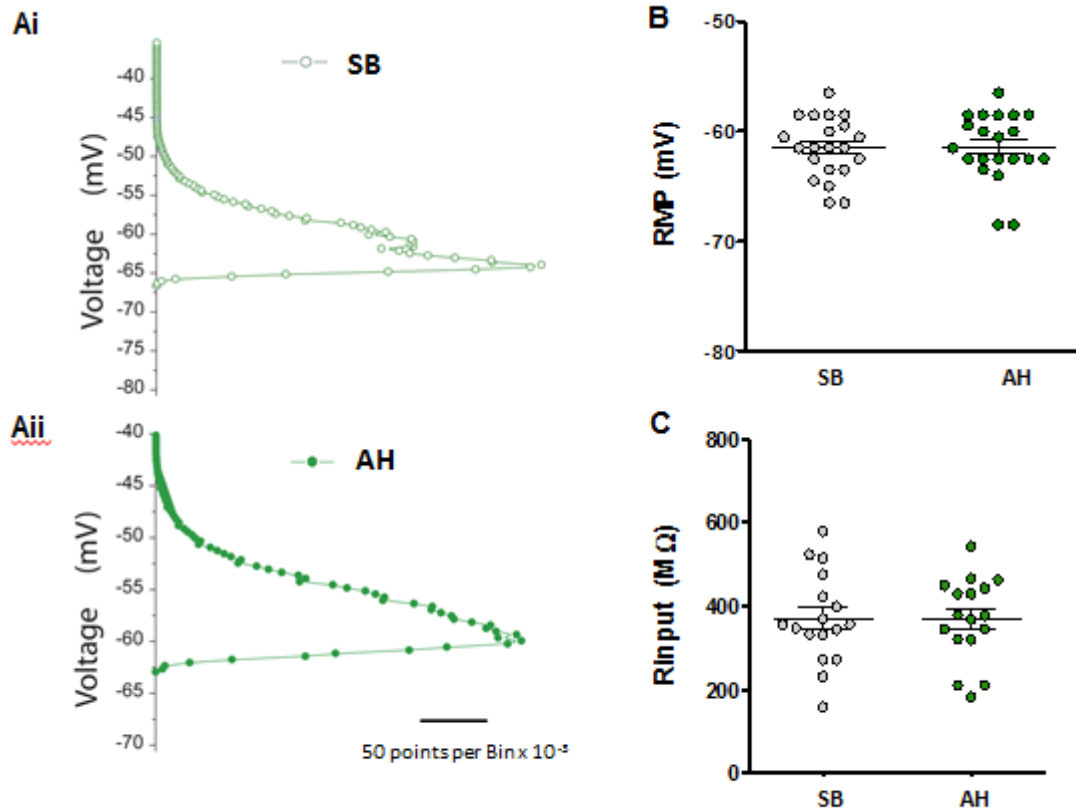 Ai
SB
Voltage (mV)
-40
-45
-50
-55
-60
-65
-70
-75
-80
Aii
AH
Voltage (mV)
-40
-45
-50
-55
-60
-65
-70
50 points per Bin x 10⁻³
B
RMP (mV)
-50
-60
-70
-80
SB
AH
C
RInput (MΩ)
800
600
400
200
0
SB
AH